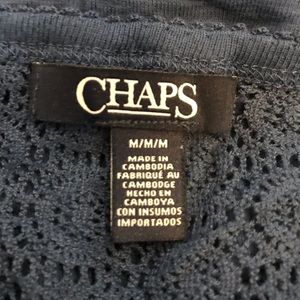 CHAPS
M/M/M
MADE IN
CAMBODIA
FABRIQUÉ AU
CAMBODGE
HECHO EN
CAMBOYA
CON INSUMOS
IMPORTADOS